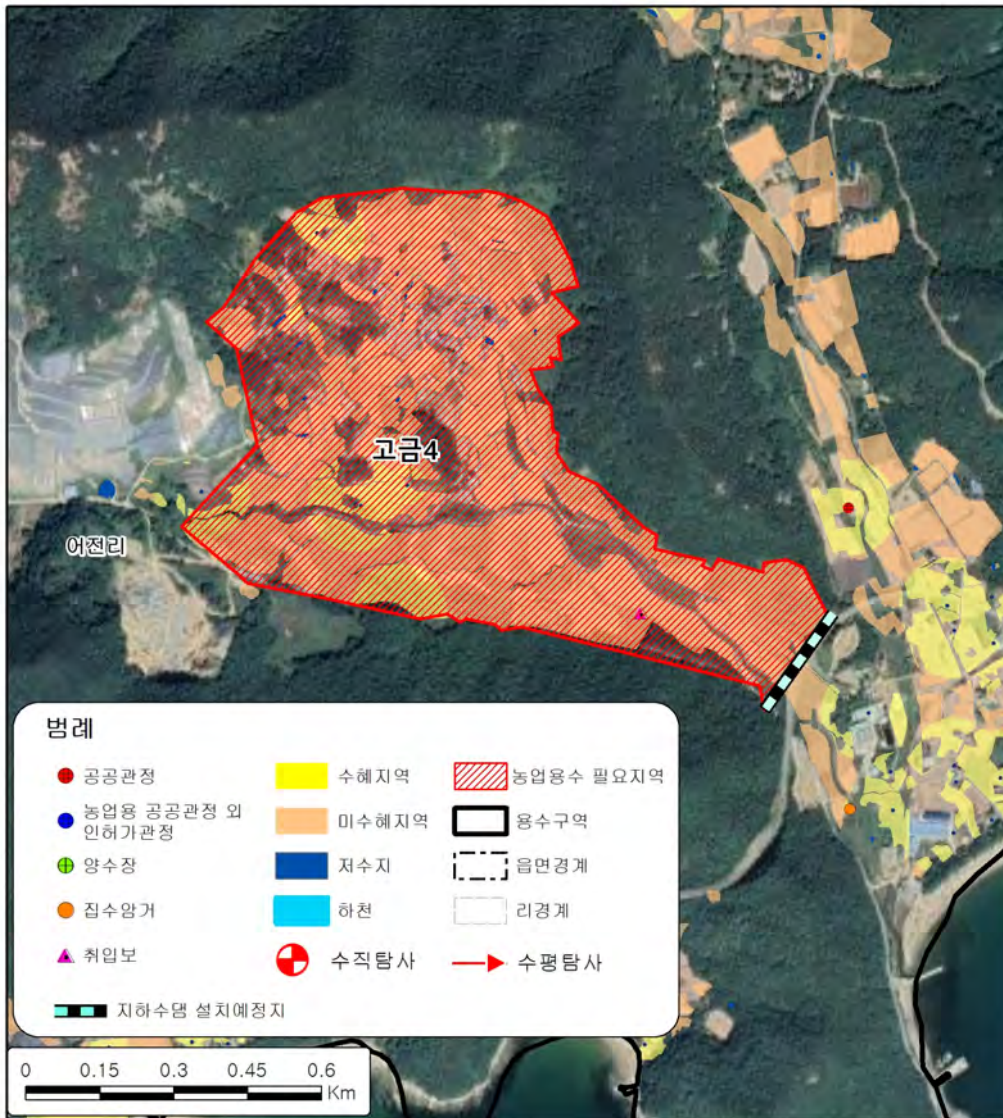 고금4
어전리
범례
공공관정
농업용 공공관정 외
인허가관정
양수장
집수암거
취입보
수혜지역
미수혜지역
저수지
하천
수직탐사
농업용수 필요지역
용수구역
읍면경계
리경계
수평탐사
지하수댐 설치예정지
0 0.15 0.3 0.45 0.6
Km